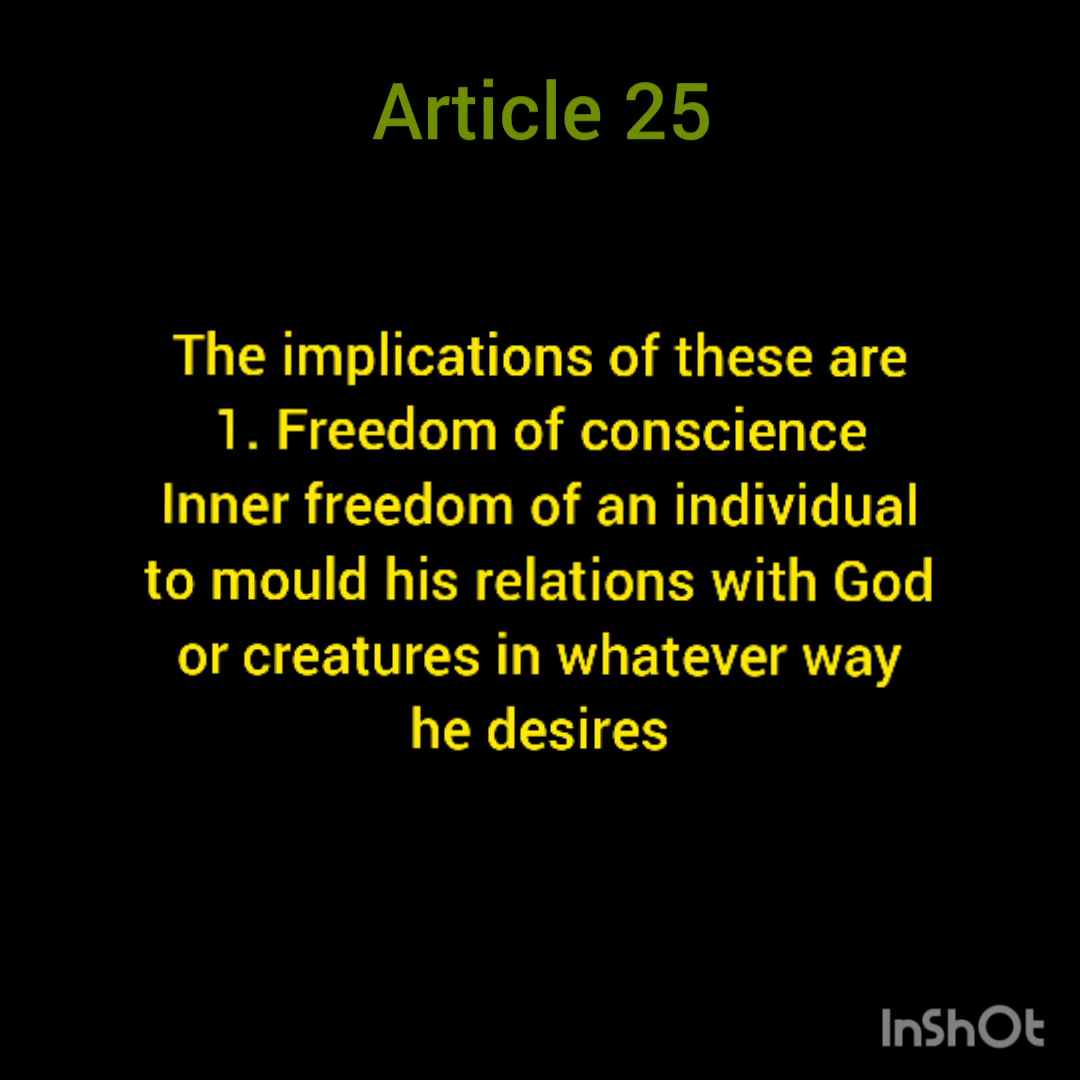 Article 25
The implications of these are
1. Freedom of conscience
Inner freedom of an individual
to mould his relations with God
or creatures in whatever way
he desires
InShOt